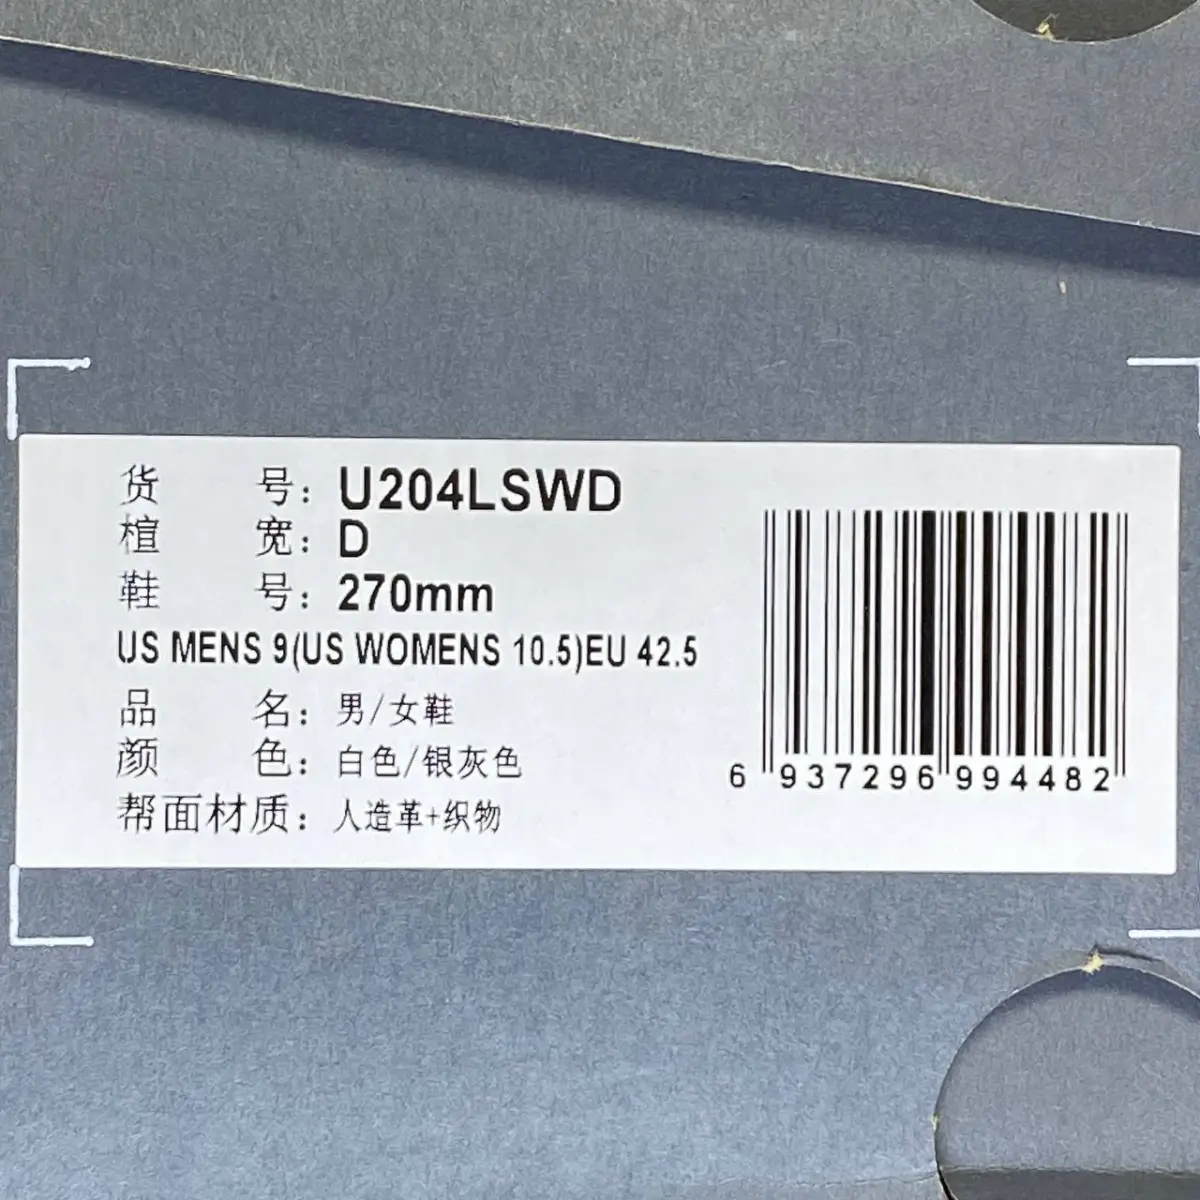 货 号: U204LSWD
楦 宽: D
鞋 号: 270mm
US MENS 9(US WOMENS 10.5)EU 42.5
品 名: 男/女鞋
颜 色: 白色/银灰色
帮面材质: 人造革+织物
6 937296 994482